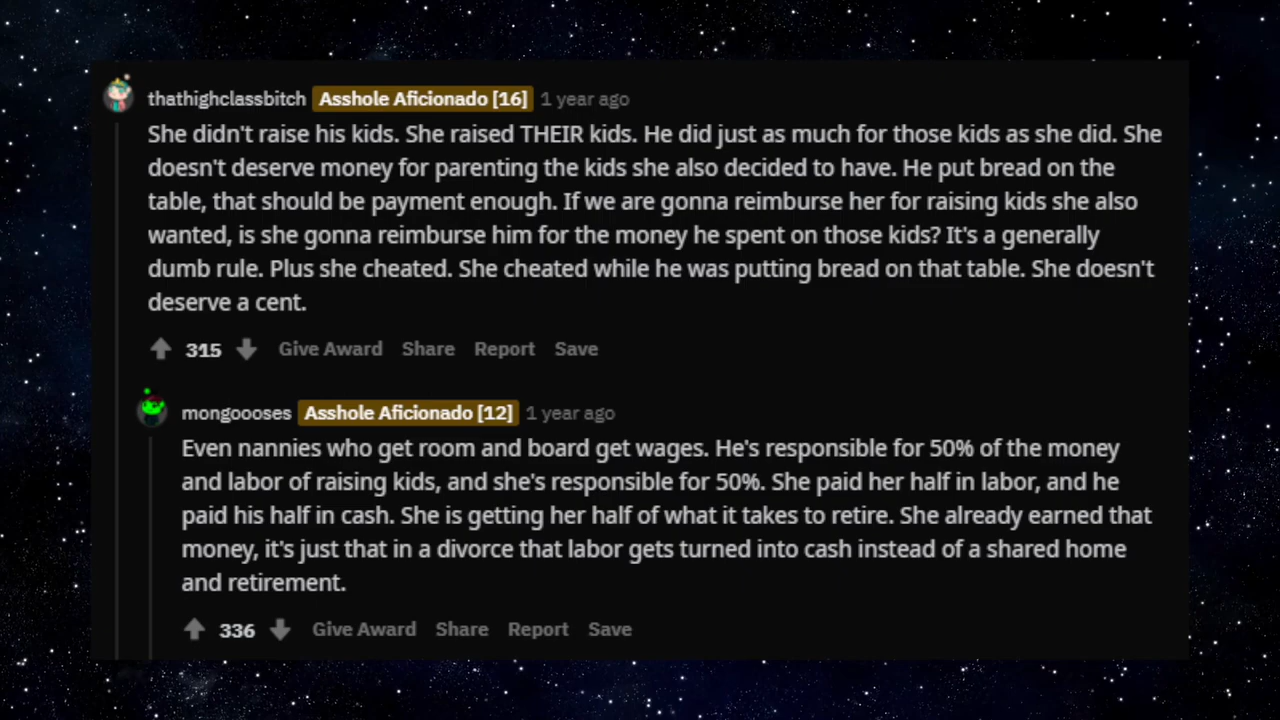 thathighclassbitch Asshole Aficionado [16] 1 year ago
She didn't raise his kids. She raised THEIR kids. He did just as much for those kids as she did. She
doesn't deserve money for parenting the kids she also decided to have. He put bread on the
table, that should be payment enough. If we are gonna reimburse her for raising kids she also
wanted, is she gonna reimburse him for the money he spent on those kids? It's a generally
dumb rule. Plus she cheated. She cheated while he was putting bread on that table. She doesn't
deserve a cent.
315 Give Award Share Report Save
mongoooses Asshole Aficionado [12] 1 year ago
Even nannies who get room and board get wages. He's responsible for 50% of the money
and labor of raising kids, and she's responsible for 50%. She paid her half in labor, and he
paid his half in cash. She is getting her half of what it takes to retire. She already earned that
money, it's just that in a divorce that labor gets turned into cash instead of a shared home
and retirement.
336 Give Award Share Report Save